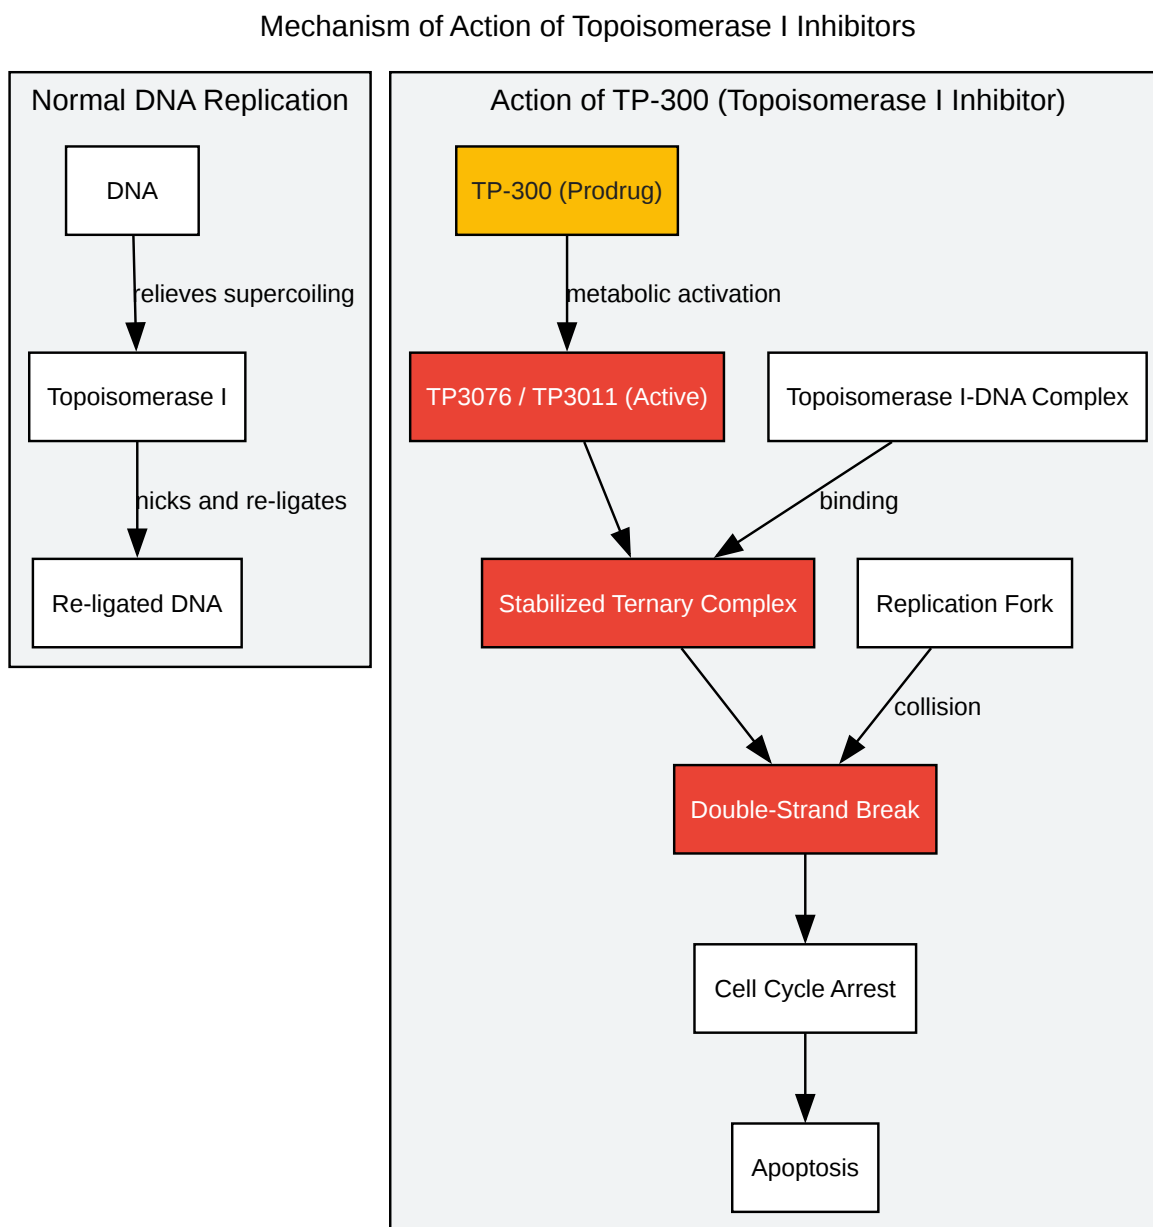 Mechanism of Action of Topoisomerase I Inhibitors
Normal DNA Replication
DNA
relieves supercoiling
Topoisomerase I
nicks and re-ligates
Re-ligated DNA
Action of TP-300 (Topoisomerase I Inhibitor)
TP-300 (Prodrug)
metabolic activation
TP3076 / TP3011 (Active)
Topoisomerase I-DNA Complex
binding
Stabilized Ternary Complex
Replication Fork
collision
Double-Strand Break
Cell Cycle Arrest
Apoptosis